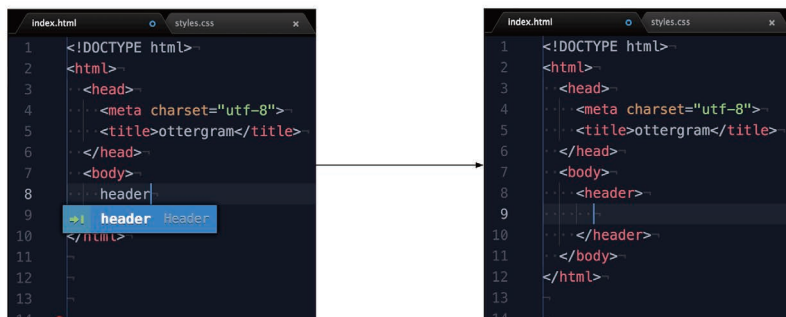 index.html styles.css ×
1 <!DOCTYPE html>
2 <html>
3 <head>
4 <meta charset="utf-8">
5 <title>ottergram</title>
6 </head>
7 <body>
8 header
9 header Header
10 </html>
11
12
13
index.html styles.css ×
1 <!DOCTYPE html>
2 <html>
3 <head>
4 <meta charset="utf-8">
5 <title>ottergram</title>
6 </head>
7 <body>
8 <header>
9
10 </header>
11 </body>
12 </html>
13